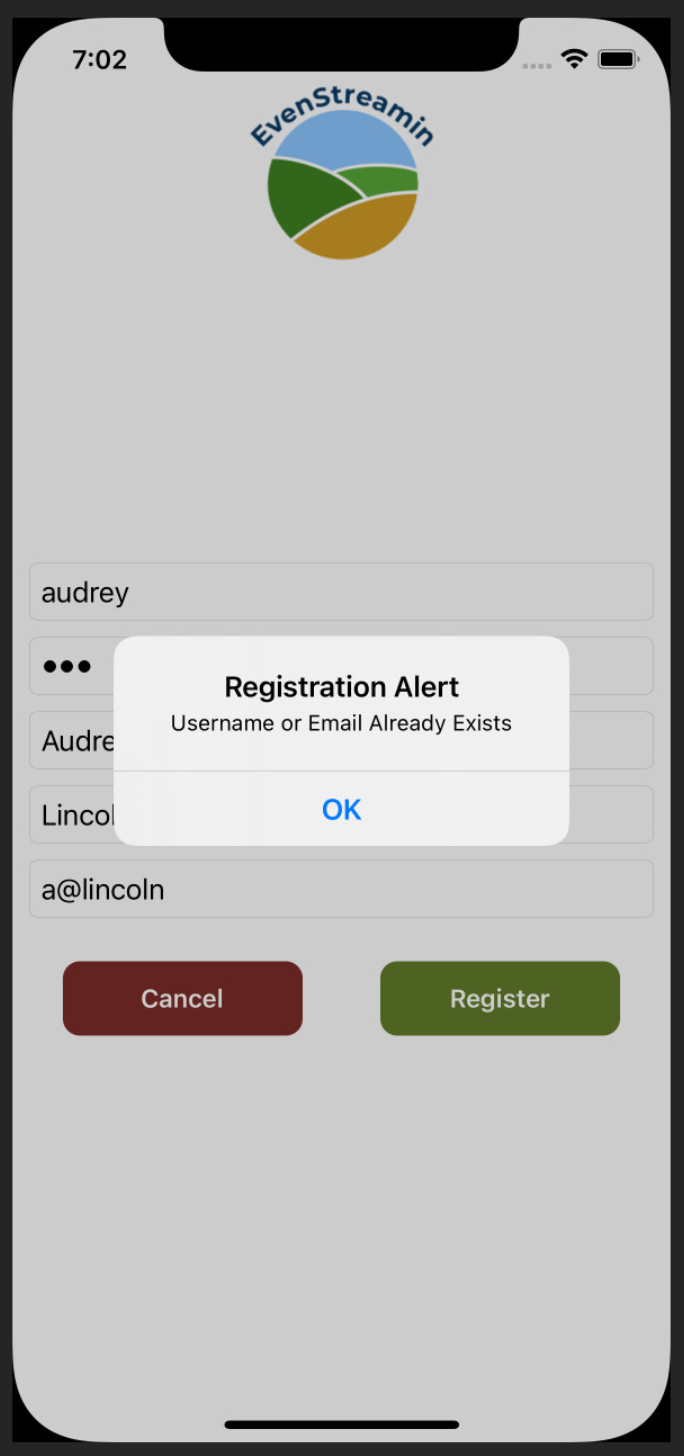 7:02
EvenStreamin
audrey
●●●
Audre
Lincol
Registration Alert
Username or Email Already Exists
OK
a@lincoln
Cancel
Register